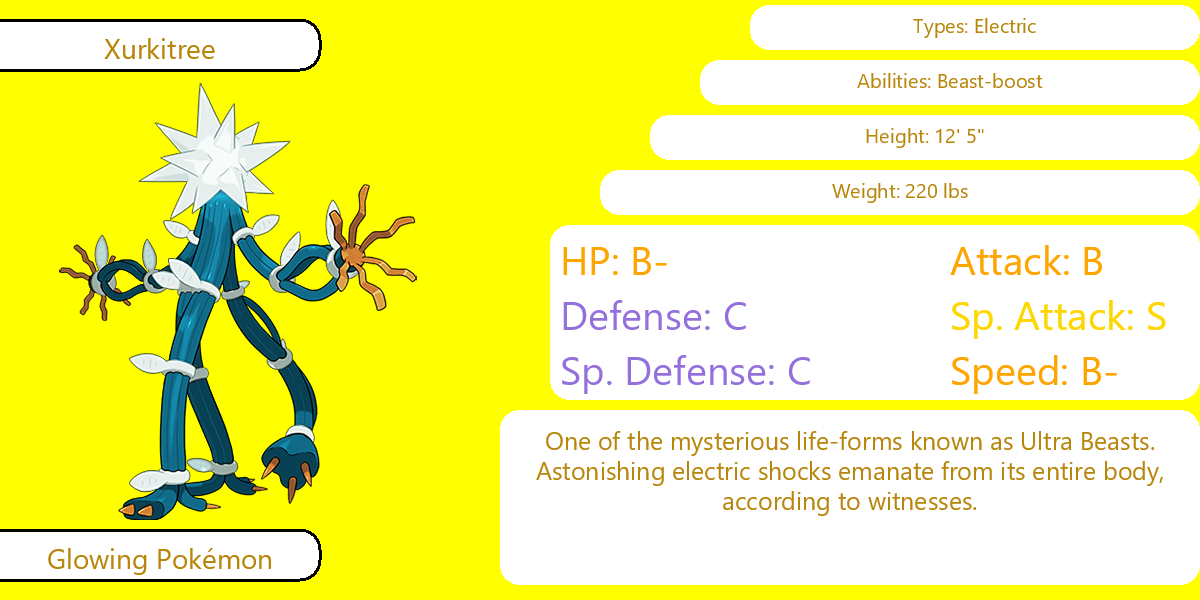 Xurkitree
Types: Electric
Abilities: Beast-boost
Height: 12' 5"
Weight: 220 lbs
HP: B-
Attack: B
Defense: C
Sp. Attack: S
Sp. Defense: C
Speed: B-
One of the mysterious life-forms known as Ultra Beasts.
Astonishing electric shocks emanate from its entire body,
according to witnesses.
Glowing Pokémon